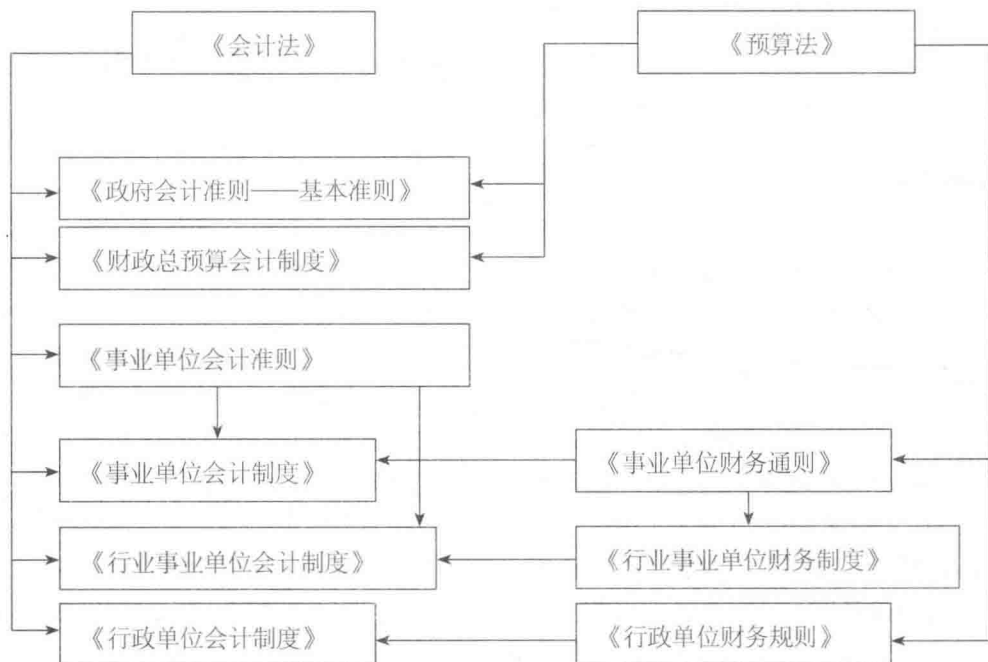 《会计法》
《预算法》
《政府会计准则——基本准则》
《财政总预算会计制度》
《事业单位会计准则》
《事业单位会计制度》
《事业单位财务通则》
《行业事业单位会计制度》
《行业事业单位财务制度》
《行政单位会计制度》
《行政单位财务规则》